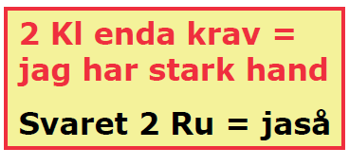 2 Kl enda krav =
jag har stark hand
Svaret 2 Ru = jaså